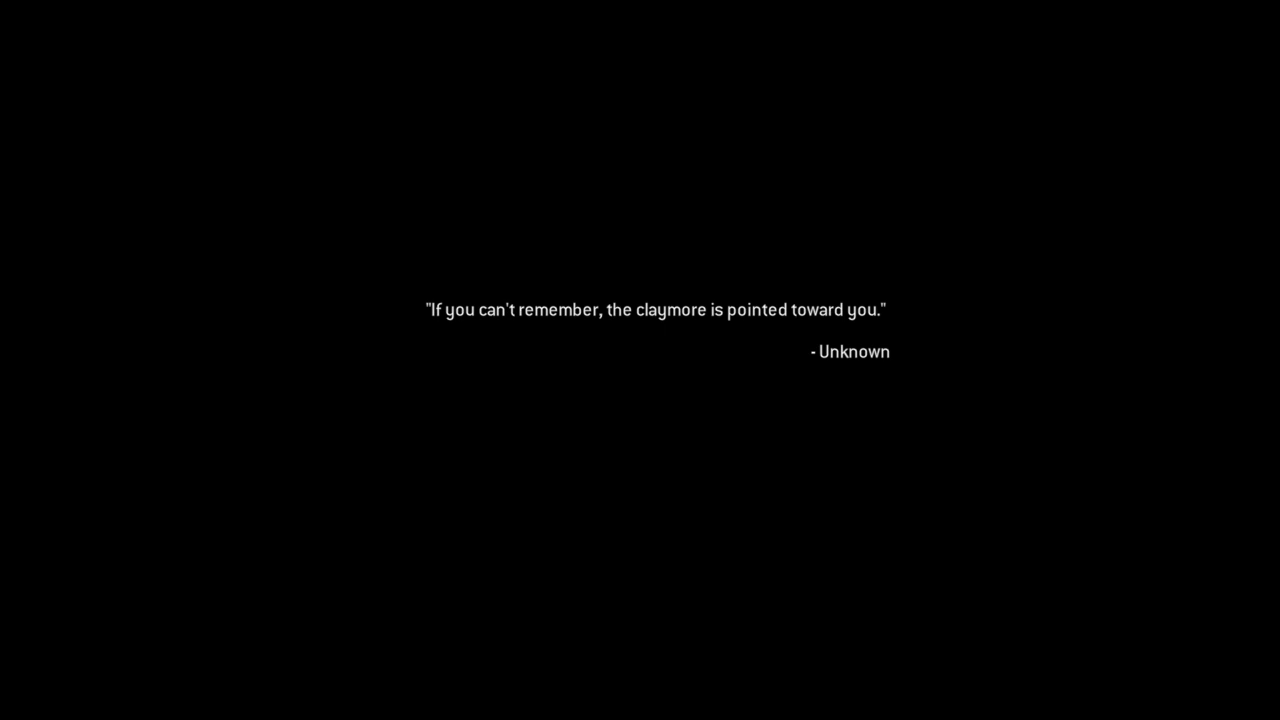 "If you can't remember, the claymore is pointed toward you."
- Unknown